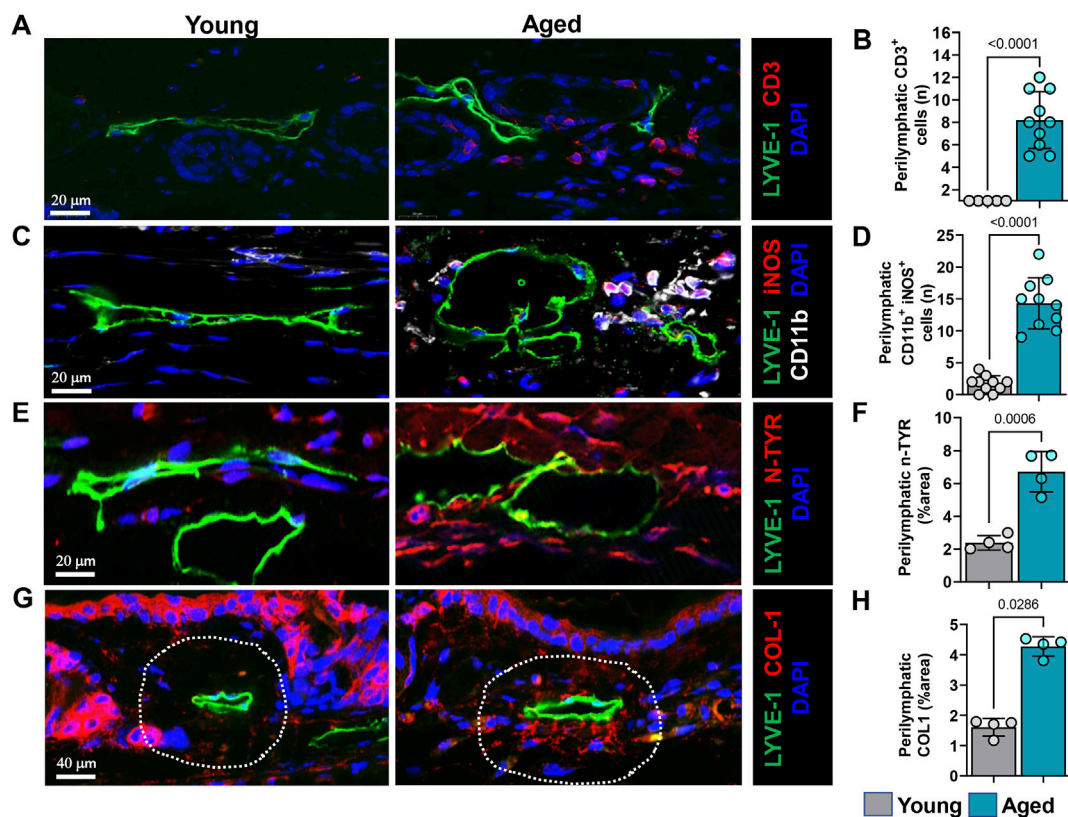 Young
Aged
A
20 µm
LYVE-1 CD3
DAPI
B
Perilymphatic CD3+
cells (n)
16
14
12
10
8
6
4
2
<0.0001
C
20 µm
LYVE-1 iNOS
CD11b DAPI
D
Perilymphatic
CD11b+ iNOS+
cells (n)
25
20
15
10
5
0
<0.0001
E
20 µm
LYVE-1 N-TYR
DAPI
F
Perilymphatic n-TYR
(%area)
10
8
6
4
2
0
0.0006
G
40 µm
LYVE-1 COL-1
DAPI
H
Perilymphatic
COL1 (%area)
5
4
3
2
1
0
0.0286
Young
Aged